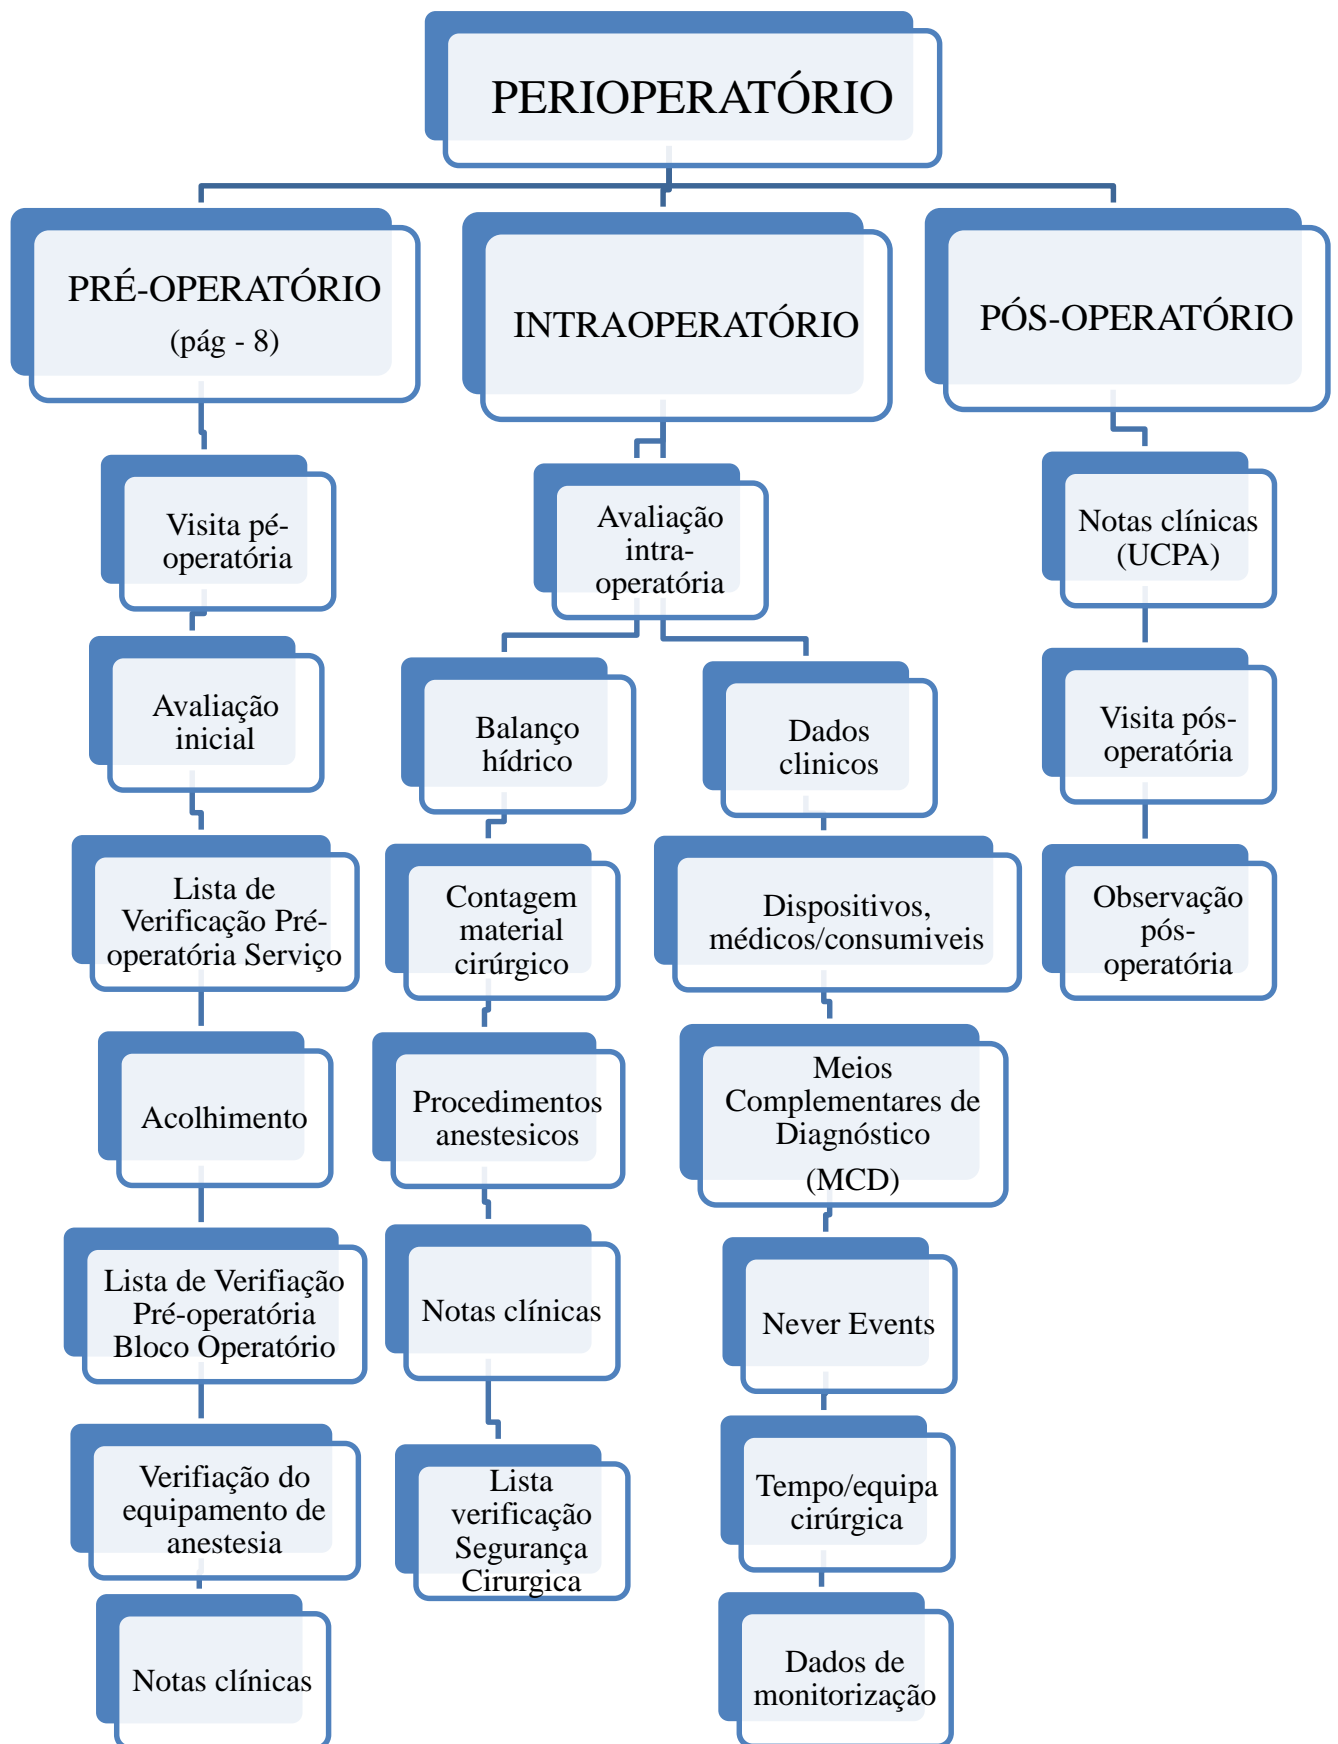 PERIOPERATÓRIO
PRÉ-OPERATÓRIO
(pág - 8)
INTRAOPERATÓRIO
PÓS-OPERATÓRIO
Visita pé-
operatória
Avaliação
inicial
Lista de
Verificação Pré-
operatória Serviço
Acolhimento
Lista de Verifiação
Pré-operatória
Bloco Operatório
Verifiação do
equipamento de
anestesia
Notas clínicas
Avaliação
intra-
operatória
Balanço
hídrico
Contagem
material
cirúrgico
Procedimentos
anestesicos
Notas clínicas
Lista
verificação
Segurança
Cirurgica
Dados
clinicos
Dispositivos,
médicos/consumiveis
Meios
Complementares de
Diagnóstico
(MCD)
Never Events
Tempo/equipa
cirúrgica
Dados de
monitorização
Notas clínicas
(UCPA)
Visita pós-
operatória
Observação
pós-
operatória